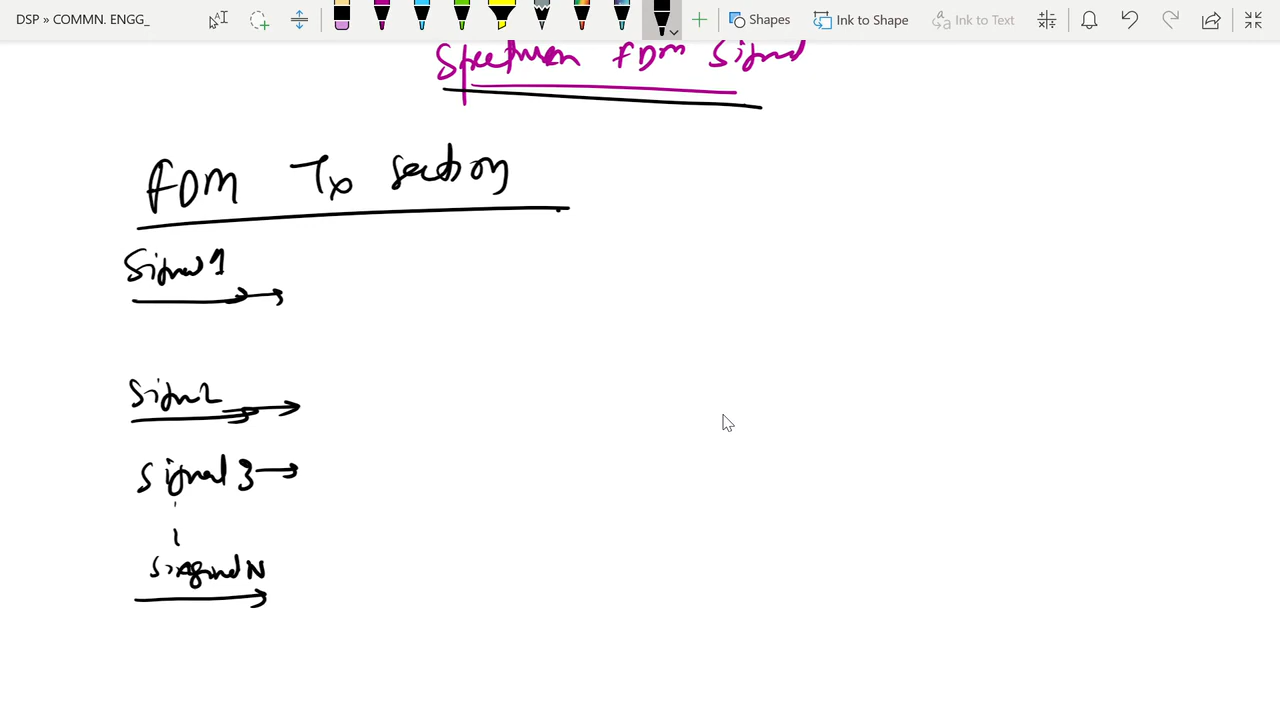 DSP » COMMN. ENGG_
Shapes
Ink to Shape
Ink to Text
Spectrum FDM Signal
FDM Tx section
Signal 1
Signal 2
Signal 3
Signal N